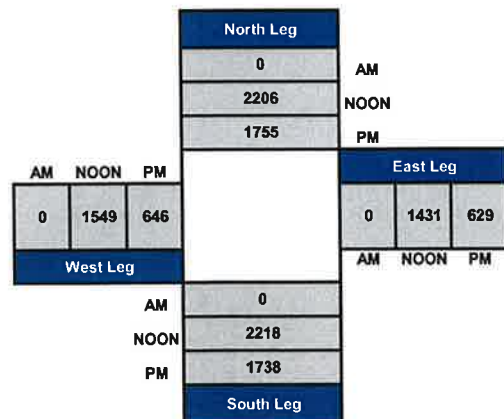 North Leg
0 AM
2206 NOON
1755 PM
AM NOON PM
East Leg
0 1549 646
0 1431 629
West Leg
AM NOON PM
AM 0
NOON 2218
PM 1738
South Leg